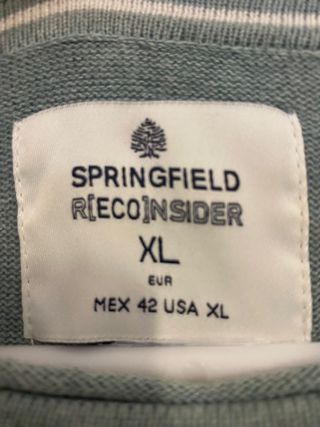 SPRINGFIELD
R[ECO]NSIDER
XL
EUR
MEX 42 USA XL